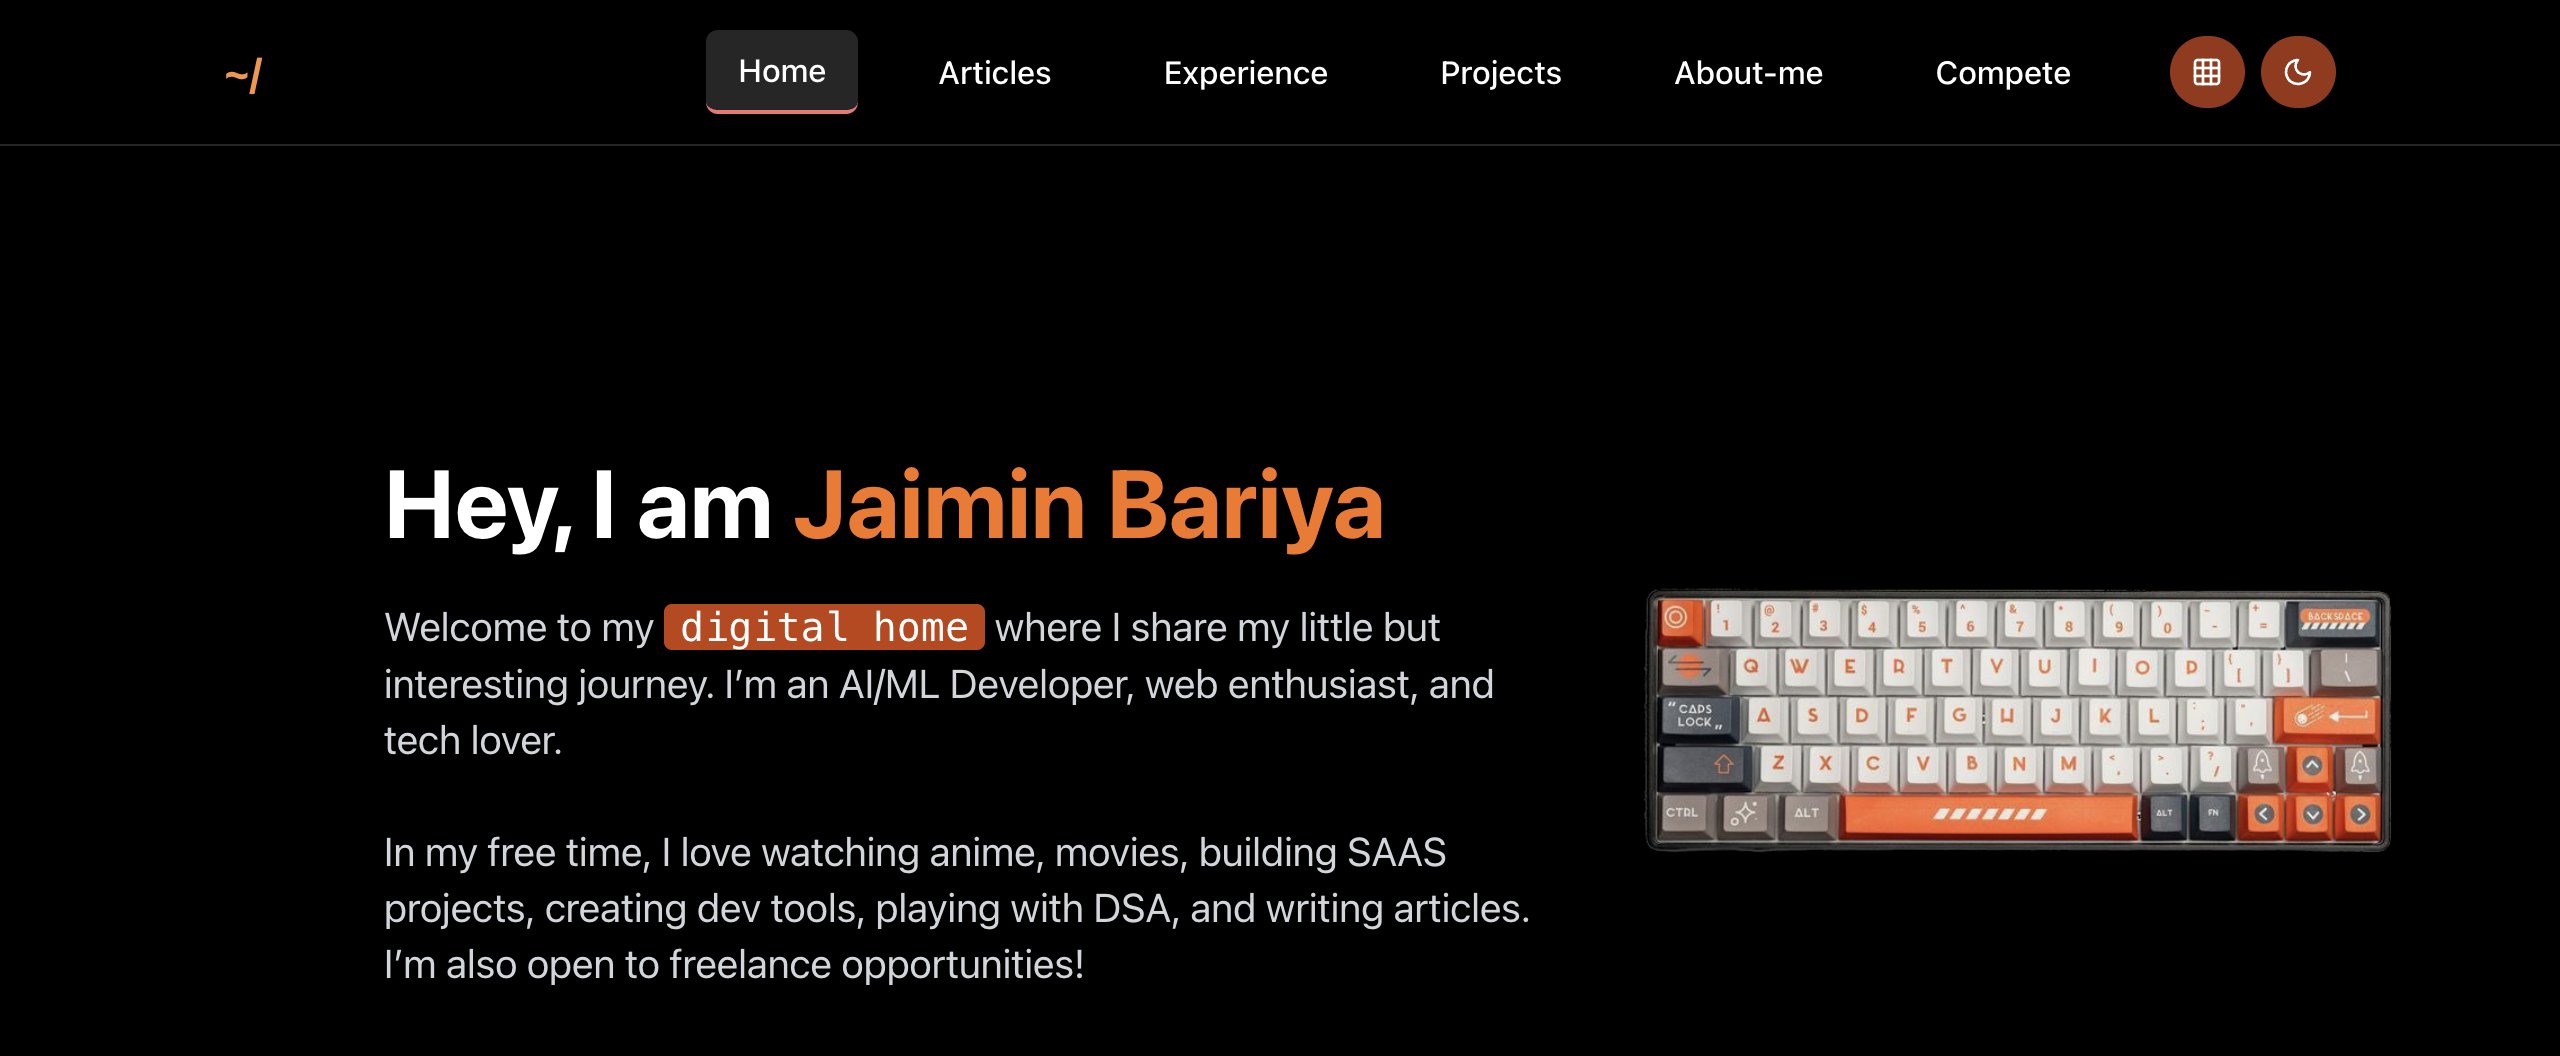 ~/ Home Articles Experience Projects About-me Compete
Hey, I am Jaimin Bariya
Welcome to my digital home where I share my little but
interesting journey. I’m an AI/ML Developer, web enthusiast, and
tech lover.
In my free time, I love watching anime, movies, building SAAS
projects, creating dev tools, playing with DSA, and writing articles.
I’m also open to freelance opportunities!
! @ # $ % ^ & * ( ) - +
1 2 3 4 5 6 7 8 9 0 - = BACKSPACE
Q W E R T Y U I O P { [ } ] | \
“ CAPS LOCK „ A S D F G H J K L : ; " ,
Z X C V B N M < , > . ? /
CTRL ALT ALT FN